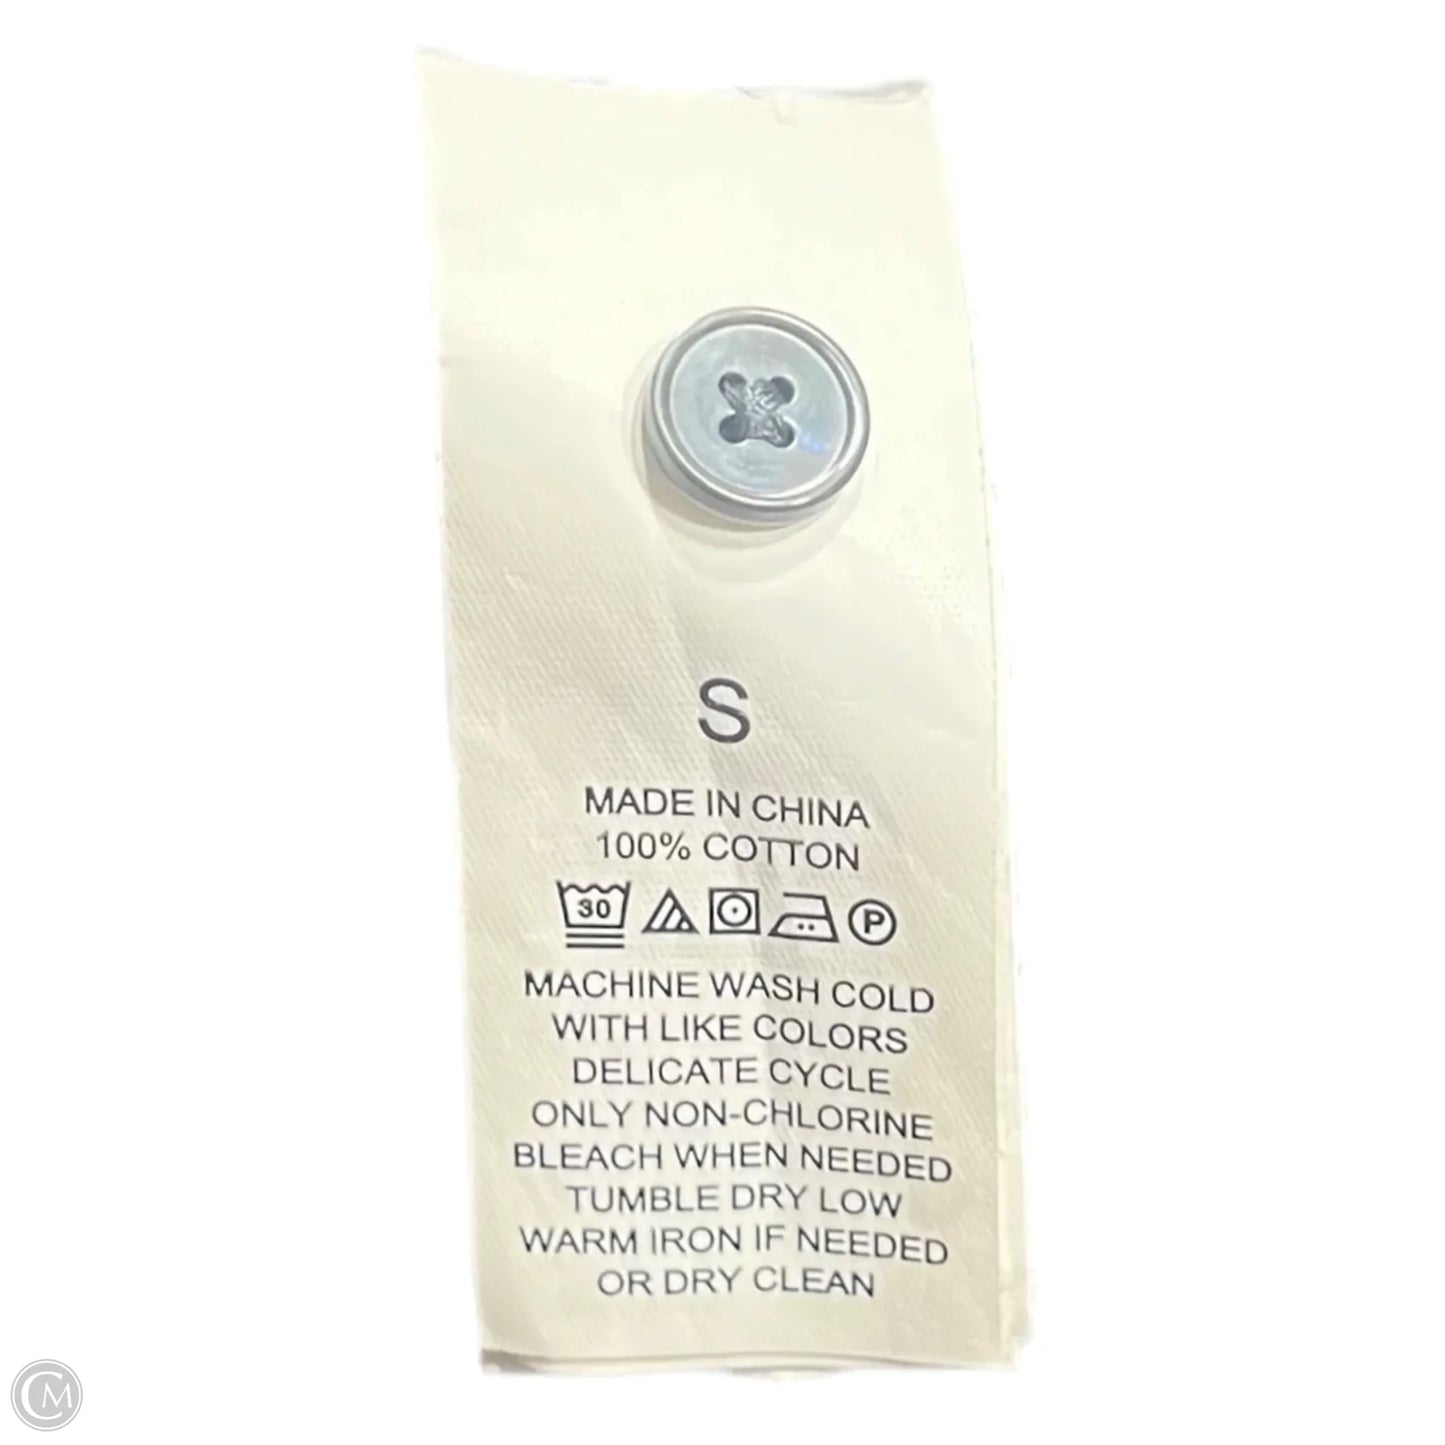 S
MADE IN CHINA
100% COTTON
30 P
MACHINE WASH COLD
WITH LIKE COLORS
DELICATE CYCLE
ONLY NON-CHLORINE
BLEACH WHEN NEEDED
TUMBLE DRY LOW
WARM IRON IF NEEDED
OR DRY CLEAN
CM